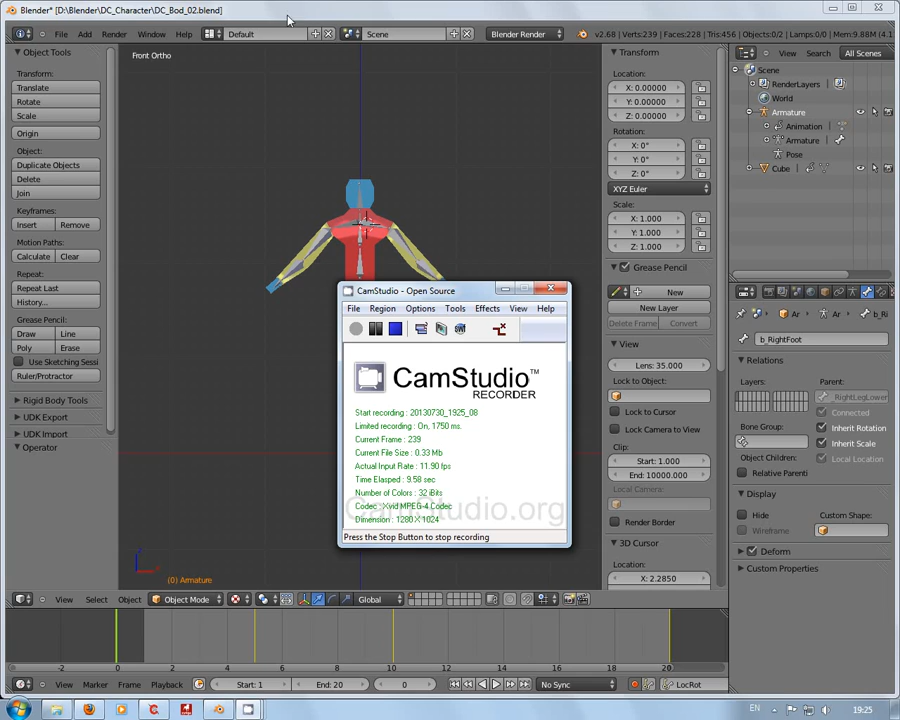 Blender* [D:\Blender\DC_Character\DC_Bod_02.blend]
File Add Render Window Help Default Scene Blender Render v2.68 | Verts:239 | Faces:228 | Tris:456 | Objects:0/2 | Lamps:0/0 | Mem:9.88M (4.1
Object Tools
Transform:
Translate
Rotate
Scale
Origin
Object:
Duplicate Objects
Delete
Join
Keyframes:
Insert Remove
Motion Paths:
Calculate Clear
Repeat:
Repeat Last
History...
Grease Pencil:
Draw Line
Poly Erase
Use Sketching Sessi
Ruler/Protractor
Rigid Body Tools
UDK Export
UDK Import
Operator
Front Ortho
CamStudio - Open Source
File Region Options Tools Effects View Help
CamStudio™
RECORDER
Start recording : 20130730_1925_08
Limited recording : On, 1750 ms.
Current Frame : 239
Current File Size : 0.33 Mb
Actual Input Rate : 11.90 fps
Time Elasped : 9.58 sec
Number of Colors : 32 Bits
Codec : Xvid MPEG-4 Codec
Dimension : 1280 X 1024
CamStudio.org
Press the Stop Button to stop recording
(0) Armature
View Select Object Object Mode Global
Transform
Location:
X: 0.00000
Y: 0.00000
Z: 0.00000
Rotation:
X: 0°
Y: 0°
Z: 0°
XYZ Euler
Scale:
X: 1.000
Y: 1.000
Z: 1.000
Grease Pencil
New
New Layer
Delete Frame Convert
View
Lens: 35.000
Lock to Object:
Lock to Cursor
Lock Camera to View
Clip:
Start: 1.000
End: 10000.000
Local Camera:
Render Border
3D Cursor
Location:
X: 2.2850
View Search All Scenes
Scene
RenderLayers
World
Armature
Animation
Armature
Pose
Cube
Ar Ar b_Ri
b_RightFoot
Relations
Layers: Parent:
_RightLegLower
Connected
Bone Group: Inherit Rotation
Inherit Scale
Object Children: Local Location
Relative Parenti
Display
Hide Custom Shape:
Wireframe
Deform
Custom Properties
-2 0 2 4 6 8 10 12 14 16 18 20 22
View Marker Frame Playback Start: 1 End: 20 0 No Sync LocRot
EN 19:25